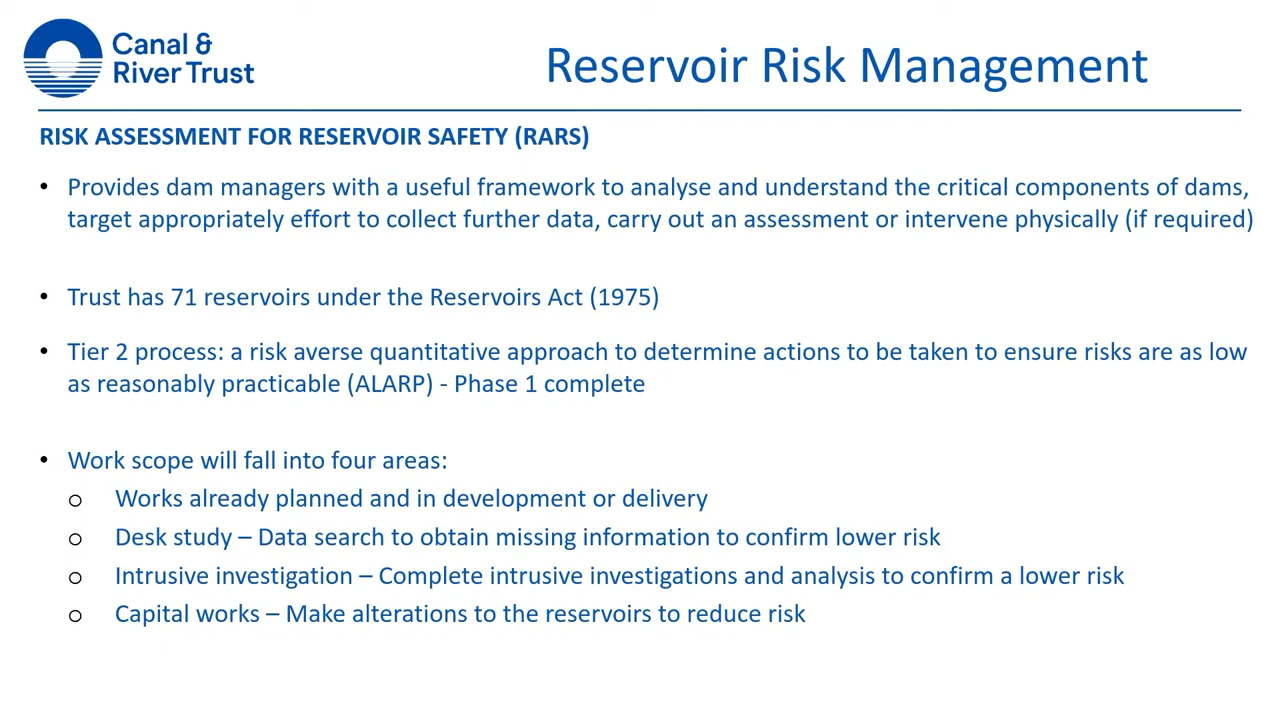 Canal &
River Trust
Reservoir Risk Management
RISK ASSESSMENT FOR RESERVOIR SAFETY (RARS)
• Provides dam managers with a useful framework to analyse and understand the critical components of dams,
target appropriately effort to collect further data, carry out an assessment or intervene physically (if required)
• Trust has 71 reservoirs under the Reservoirs Act (1975)
• Tier 2 process: a risk averse quantitative approach to determine actions to be taken to ensure risks are as low
as reasonably practicable (ALARP) - Phase 1 complete
• Work scope will fall into four areas:
o Works already planned and in development or delivery
o Desk study – Data search to obtain missing information to confirm lower risk
o Intrusive investigation – Complete intrusive investigations and analysis to confirm a lower risk
o Capital works – Make alterations to the reservoirs to reduce risk